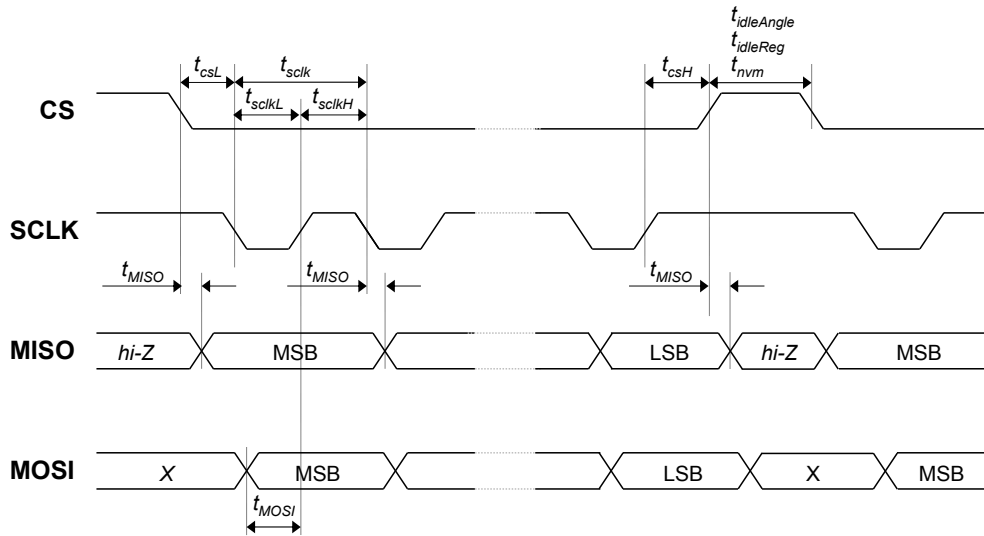 t_idleAngle
t_idleReg
t_csL t_sclk t_csH t_nvm
CS t_sclkL t_sclkH
SCLK
t_MISO t_MISO t_MISO
MISO hi-Z MSB LSB hi-Z MSB
MOSI X MSB LSB X MSB
t_MOSI